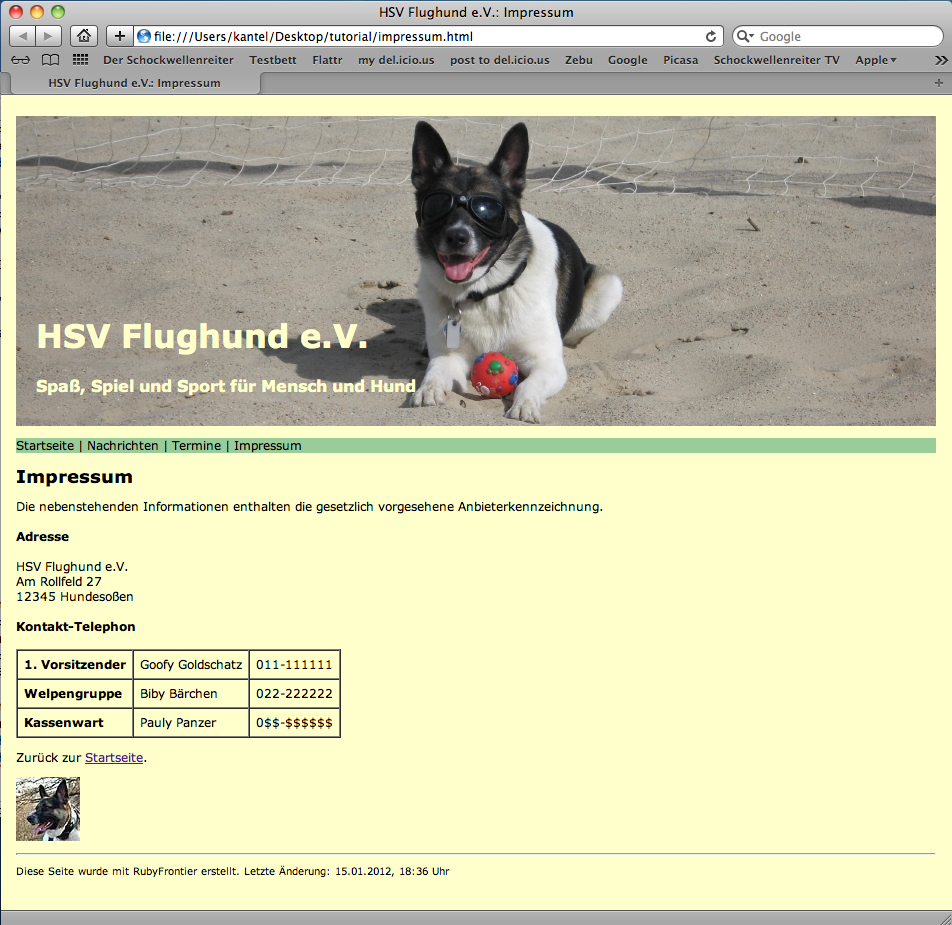 HSV Flughund e.V.: Impressum
file:///Users/kantel/Desktop/tutorial/impressum.html
Google
Der Schockwellenreiter Testbett Flattr my del.icio.us post to del.icio.us Zebu Google Picasa Schockwellenreiter TV Apple
HSV Flughund e.V.: Impressum
HSV Flughund e.V.
Spaß, Spiel und Sport für Mensch und Hund
Startseite | Nachrichten | Termine | Impressum
Impressum
Die nebenstehenden Informationen enthalten die gesetzlich vorgesehene Anbieterkennzeichnung.
Adresse
HSV Flughund e.V.
Am Rollfeld 27
12345 Hundesoßen
Kontakt-Telephon
1. Vorsitzender Goofy Goldschatz 011-111111
Welpengruppe Biby Bärchen 022-222222
Kassenwart Pauly Panzer 0$$-$$$$$$
Zurück zur Startseite.
Diese Seite wurde mit RubyFrontier erstellt. Letzte Änderung: 15.01.2012, 18:36 Uhr